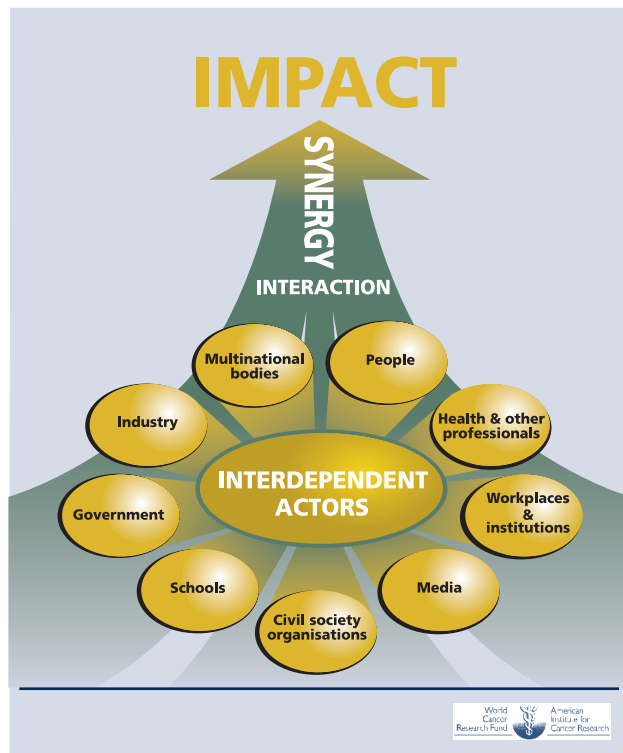 IMPACT
SYNERGY
INTERACTION
Multinational
bodies
People
Industry
Health & other
professionals
INTERDEPENDENT
ACTORS
Government
Workplaces
&
institutions
Schools
Media
Civil society
organisations
World
Cancer
Research Fund
American
Institute for
Cancer Research